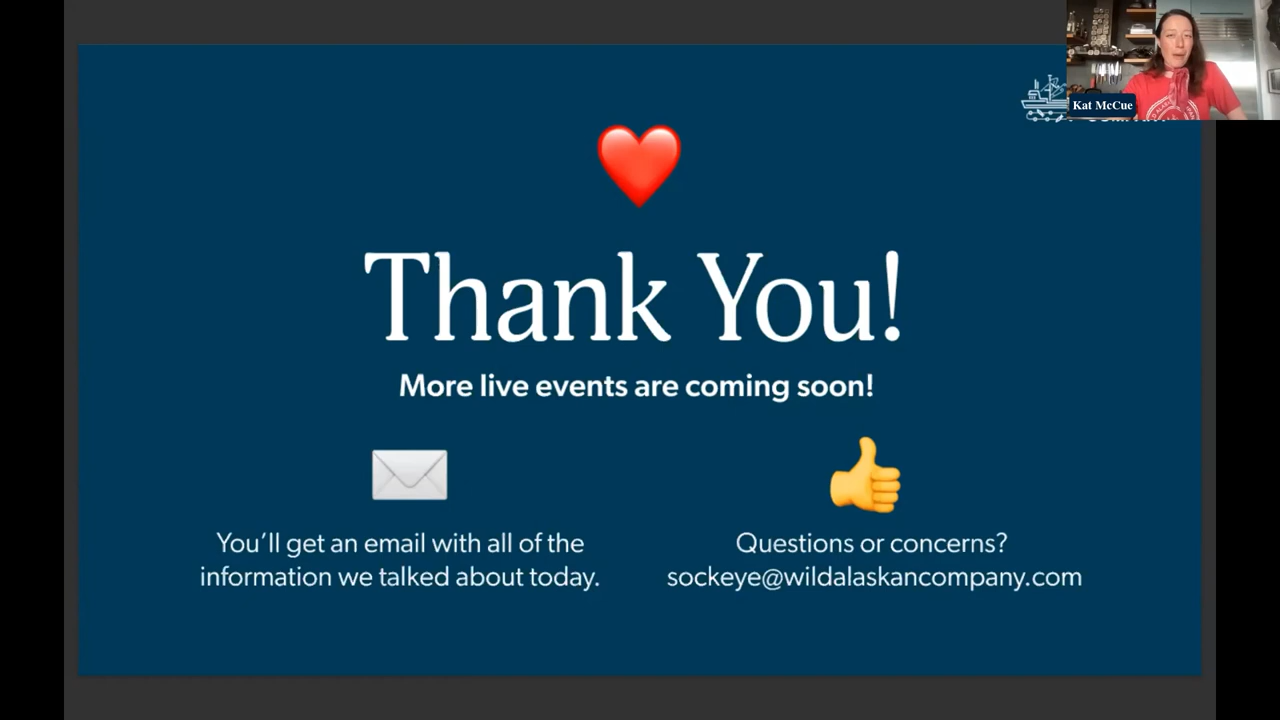 Kat McCue
Thank You!
More live events are coming soon!
You’ll get an email with all of the
information we talked about today.
Questions or concerns?
sockeye@wildalaskancompany.com